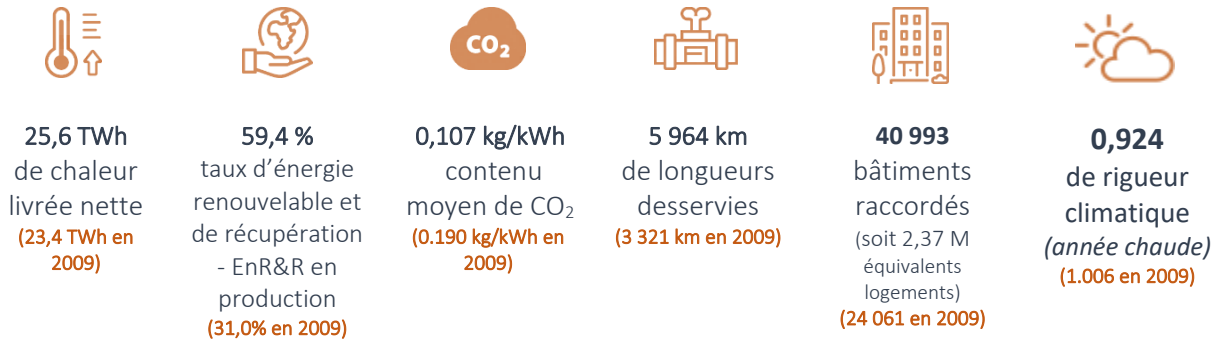 CO₂
25,6 TWh
de chaleur
livrée nette
(23,4 TWh en
2009)
59,4 %
taux d’énergie
renouvelable et
de récupération
- EnR&R en
production
(31,0% en 2009)
0,107 kg/kWh
contenu
moyen de CO₂
(0.190 kg/kWh en
2009)
5 964 km
de longueurs
desservies
(3 321 km en 2009)
40 993
bâtiments
raccordés
(soit 2,37 M
équivalents
logements)
(24 061 en 2009)
0,924
de rigueur
climatique
(année chaude)
(1.006 en 2009)